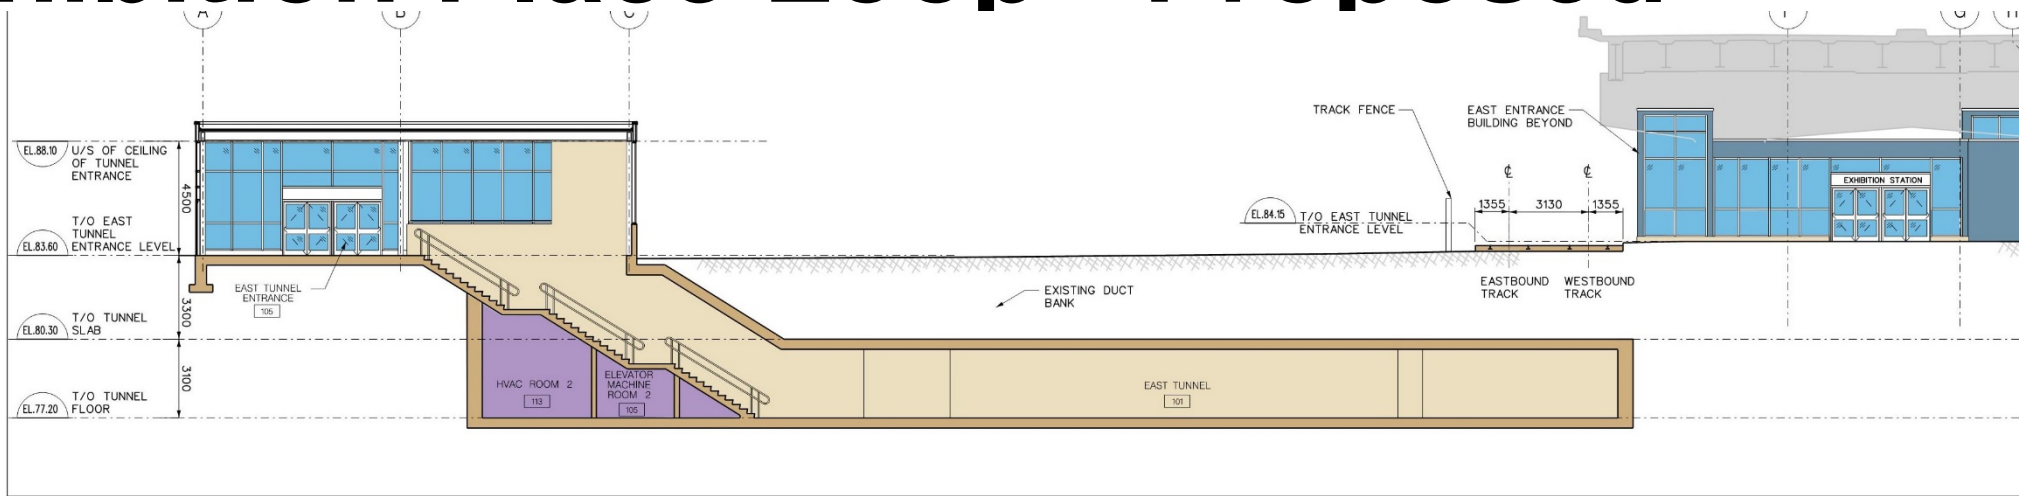 A
B
C
F
G
H
EL.88.10
U/S OF CEILING
OF TUNNEL
ENTRANCE
4500
T/O EAST
TUNNEL
ENTRANCE LEVEL
EL.83.60
EAST TUNNEL
ENTRANCE
105
3300
EL.80.30
T/O TUNNEL
SLAB
3100
EL.77.20
T/O TUNNEL
FLOOR
HVAC ROOM 2
113
ELEVATOR
MACHINE
ROOM 2
105
EXISTING DUCT
BANK
EAST TUNNEL
101
TRACK FENCE
EL.84.15
T/O EAST TUNNEL
ENTRANCE LEVEL
EAST ENTRANCE
BUILDING BEYOND
1355
3130
1355
EASTBOUND
TRACK
WESTBOUND
TRACK
EXHIBITION STATION